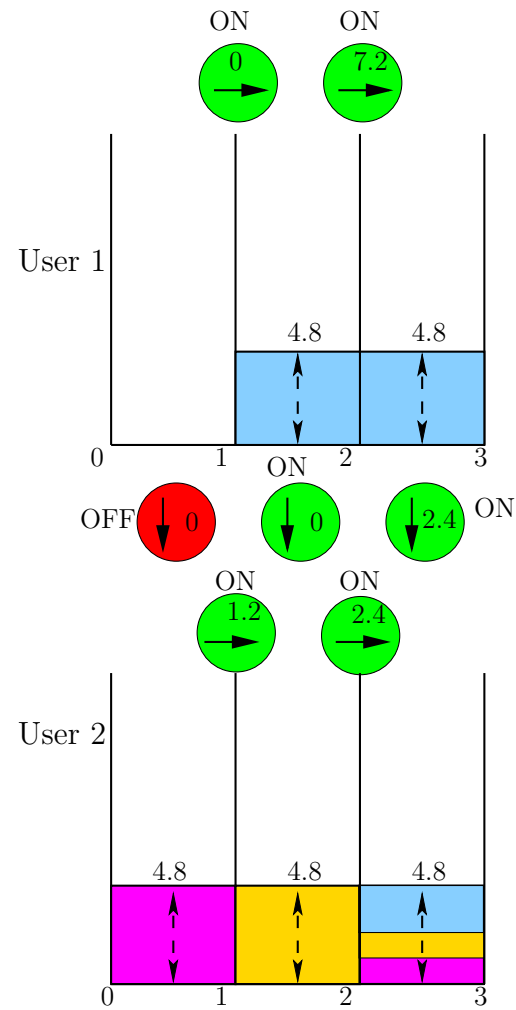 ON ON
0 7.2
User 1
4.8 4.8
0 1 2 3
ON
OFF 0 0 2.4 ON
ON ON
1.2 2.4
User 2
4.8 4.8 4.8
0 1 2 3